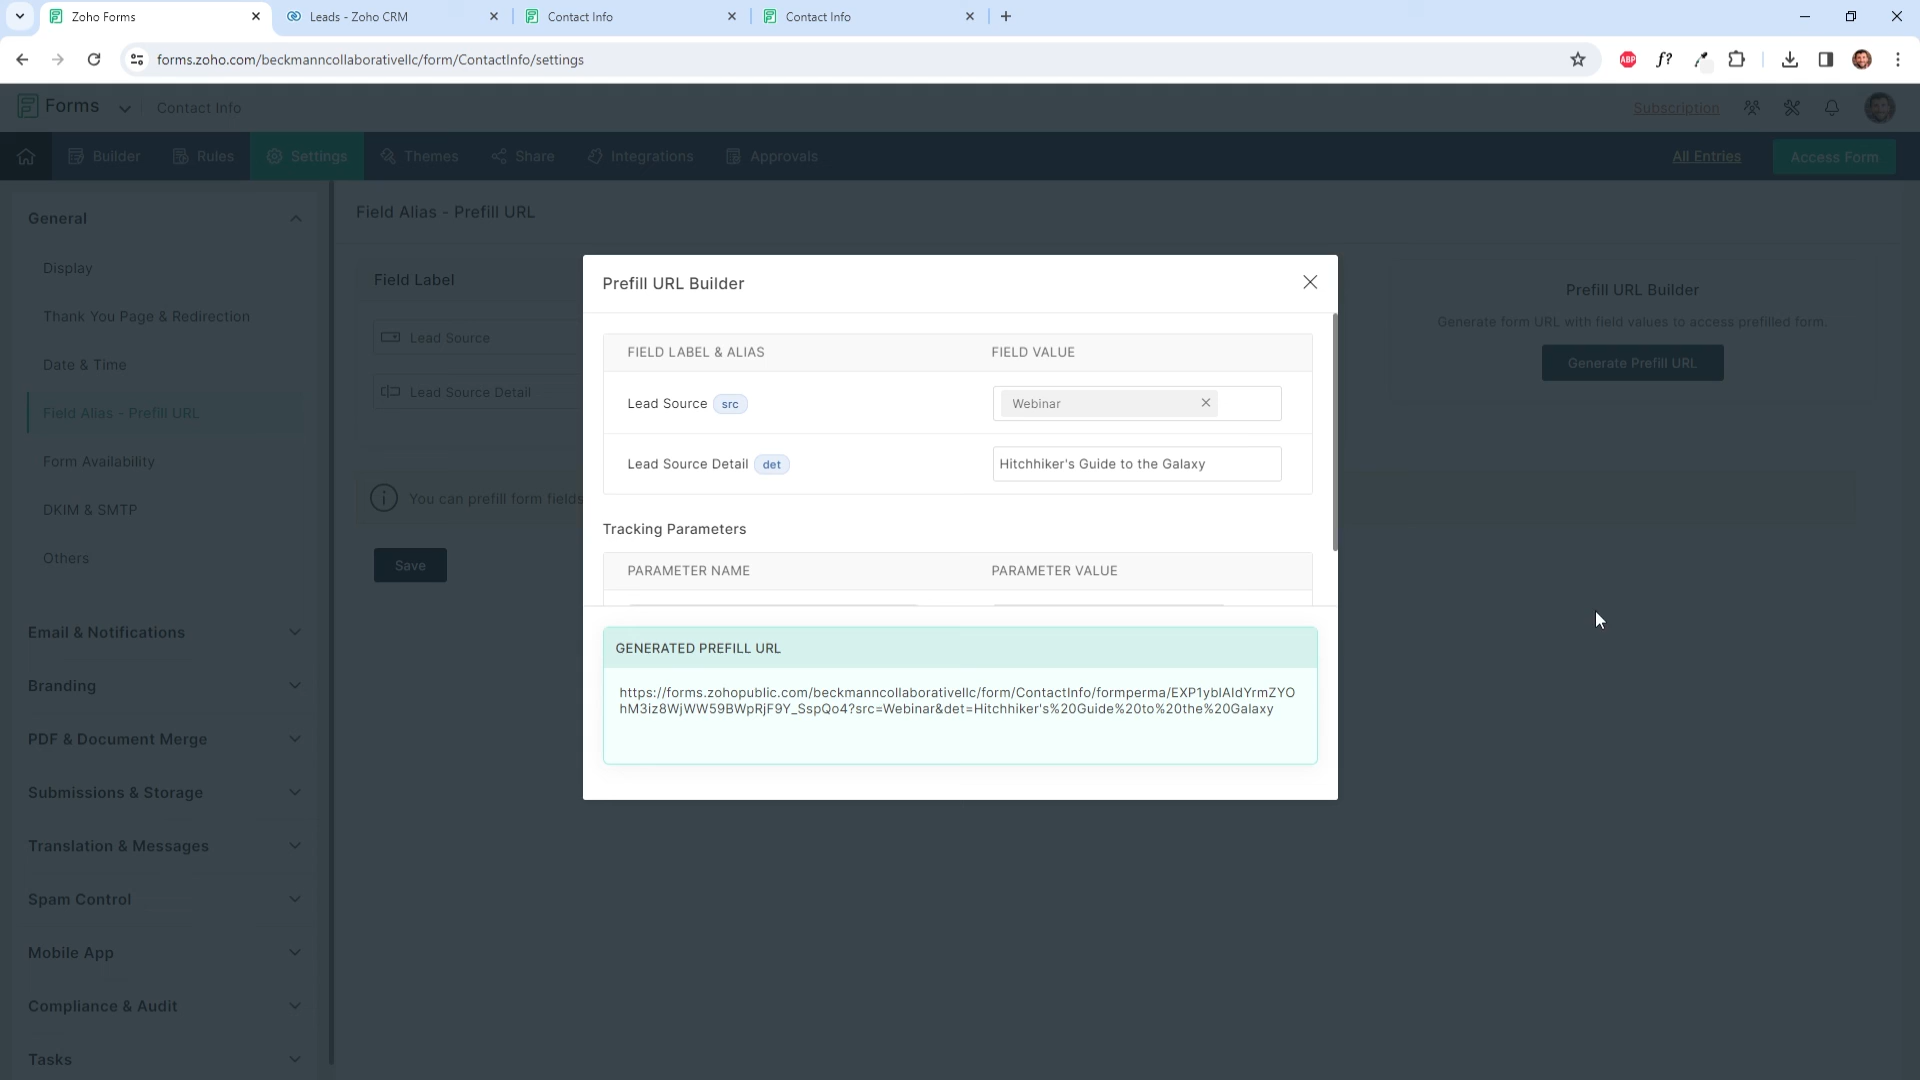 Zoho Forms
Leads - Zoho CRM
Contact Info
Contact Info
forms.zoho.com/beckmanncollaborativellc/form/ContactInfo/settings
ABP
f?
Forms
Contact Info
Subscription
Builder
Rules
Settings
Themes
Share
Integrations
Approvals
All Entries
Access Form
General
Display
Thank You Page & Redirection
Date & Time
Field Alias - Prefill URL
Form Availability
DKIM & SMTP
Others
Email & Notifications
Branding
PDF & Document Merge
Submissions & Storage
Translation & Messages
Spam Control
Mobile App
Compliance & Audit
Tasks
Field Alias - Prefill URL
Field Label
Lead Source
Lead Source Detail
You can prefill form fields
Save
Prefill URL Builder
Generate form URL with field values to access prefilled form.
Generate Prefill URL
Prefill URL Builder
FIELD LABEL & ALIAS FIELD VALUE
Lead Source src Webinar
Lead Source Detail det Hitchhiker's Guide to the Galaxy
Tracking Parameters
PARAMETER NAME PARAMETER VALUE
GENERATED PREFILL URL
https://forms.zohopublic.com/beckmanncollaborativellc/form/ContactInfo/formperma/EXP1yblAIdYrmZYO
hM3iz8WjWW59BWpRjF9Y_SspQo4?src=Webinar&det=Hitchhiker's%20Guide%20to%20the%20Galaxy